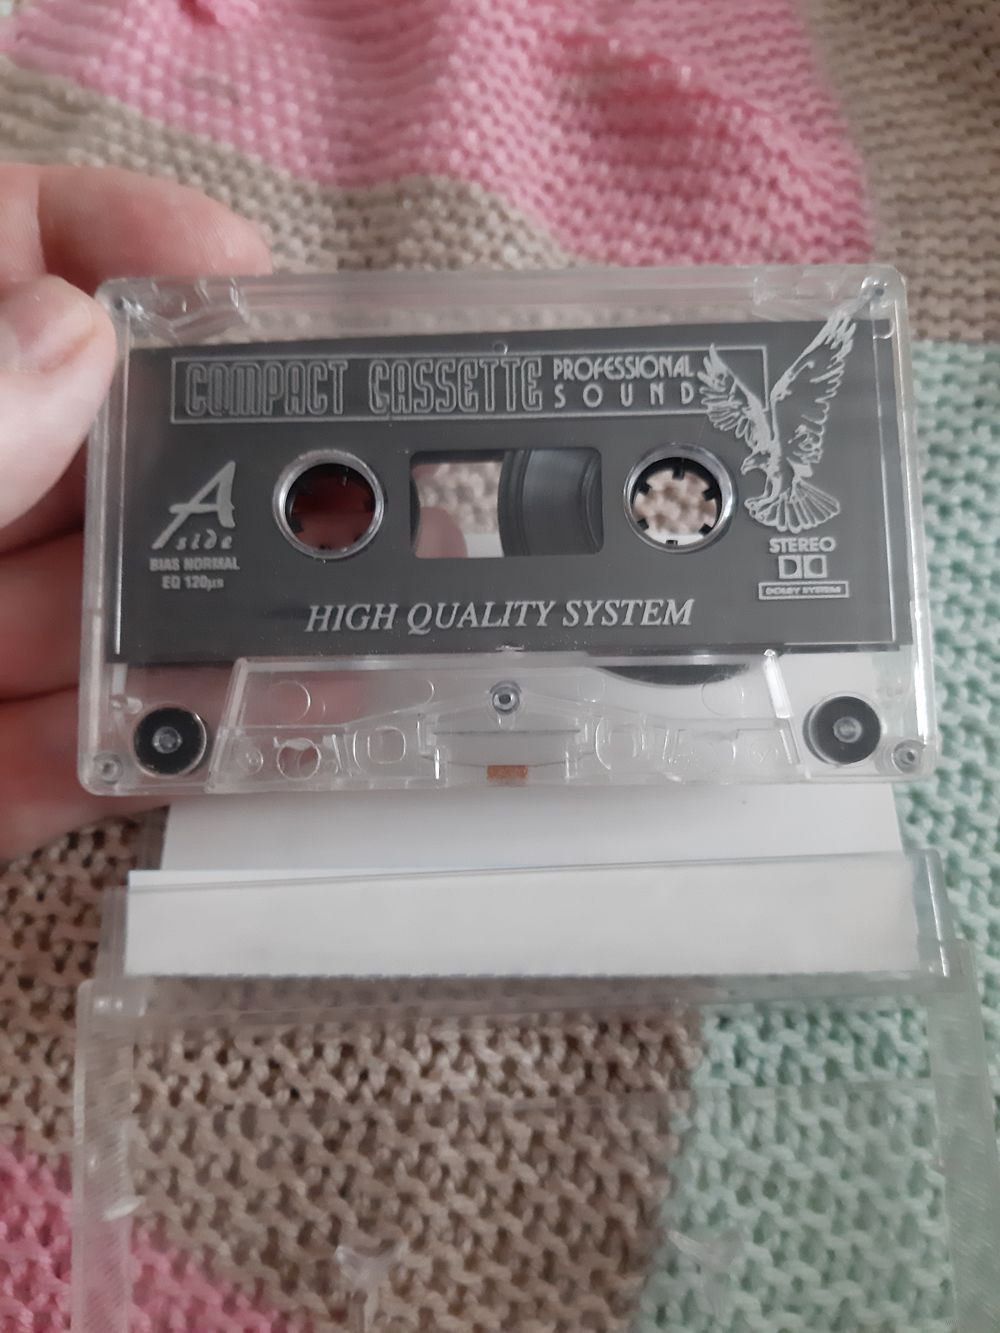 COMPACT CASSETTE
PROFESSIONAL
SOUND
A
side
BIAS NORMAL
EQ 120µs
STEREO
DOLBY SYSTEM
HIGH QUALITY SYSTEM